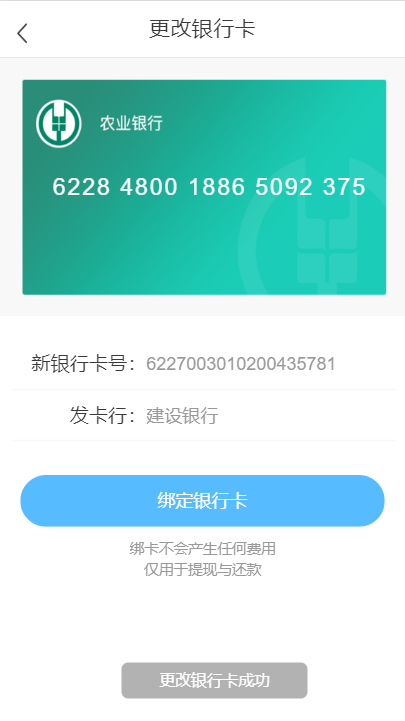 更改银行卡
农业银行
6228 4800 1886 5092 375
新银行卡号：6227003010200435781
发卡行：建设银行
绑定银行卡
绑卡不会产生任何费用
仅用于提现与还款
更改银行卡成功